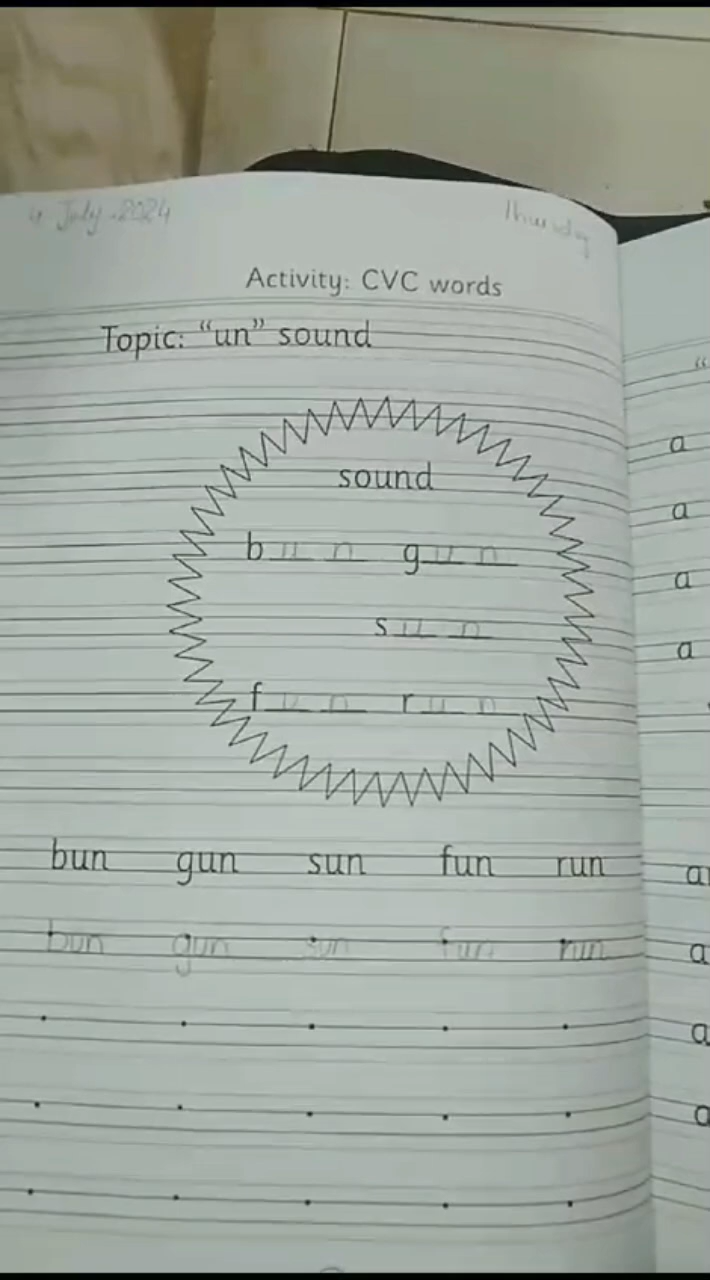 4 July -2024 Thursday
Activity: CVC words
Topic: “un” sound
sound
bun gun
sun
fun run
bun gun sun fun run
bun gun sun fun run
“
a
a
a
a
a
a
a